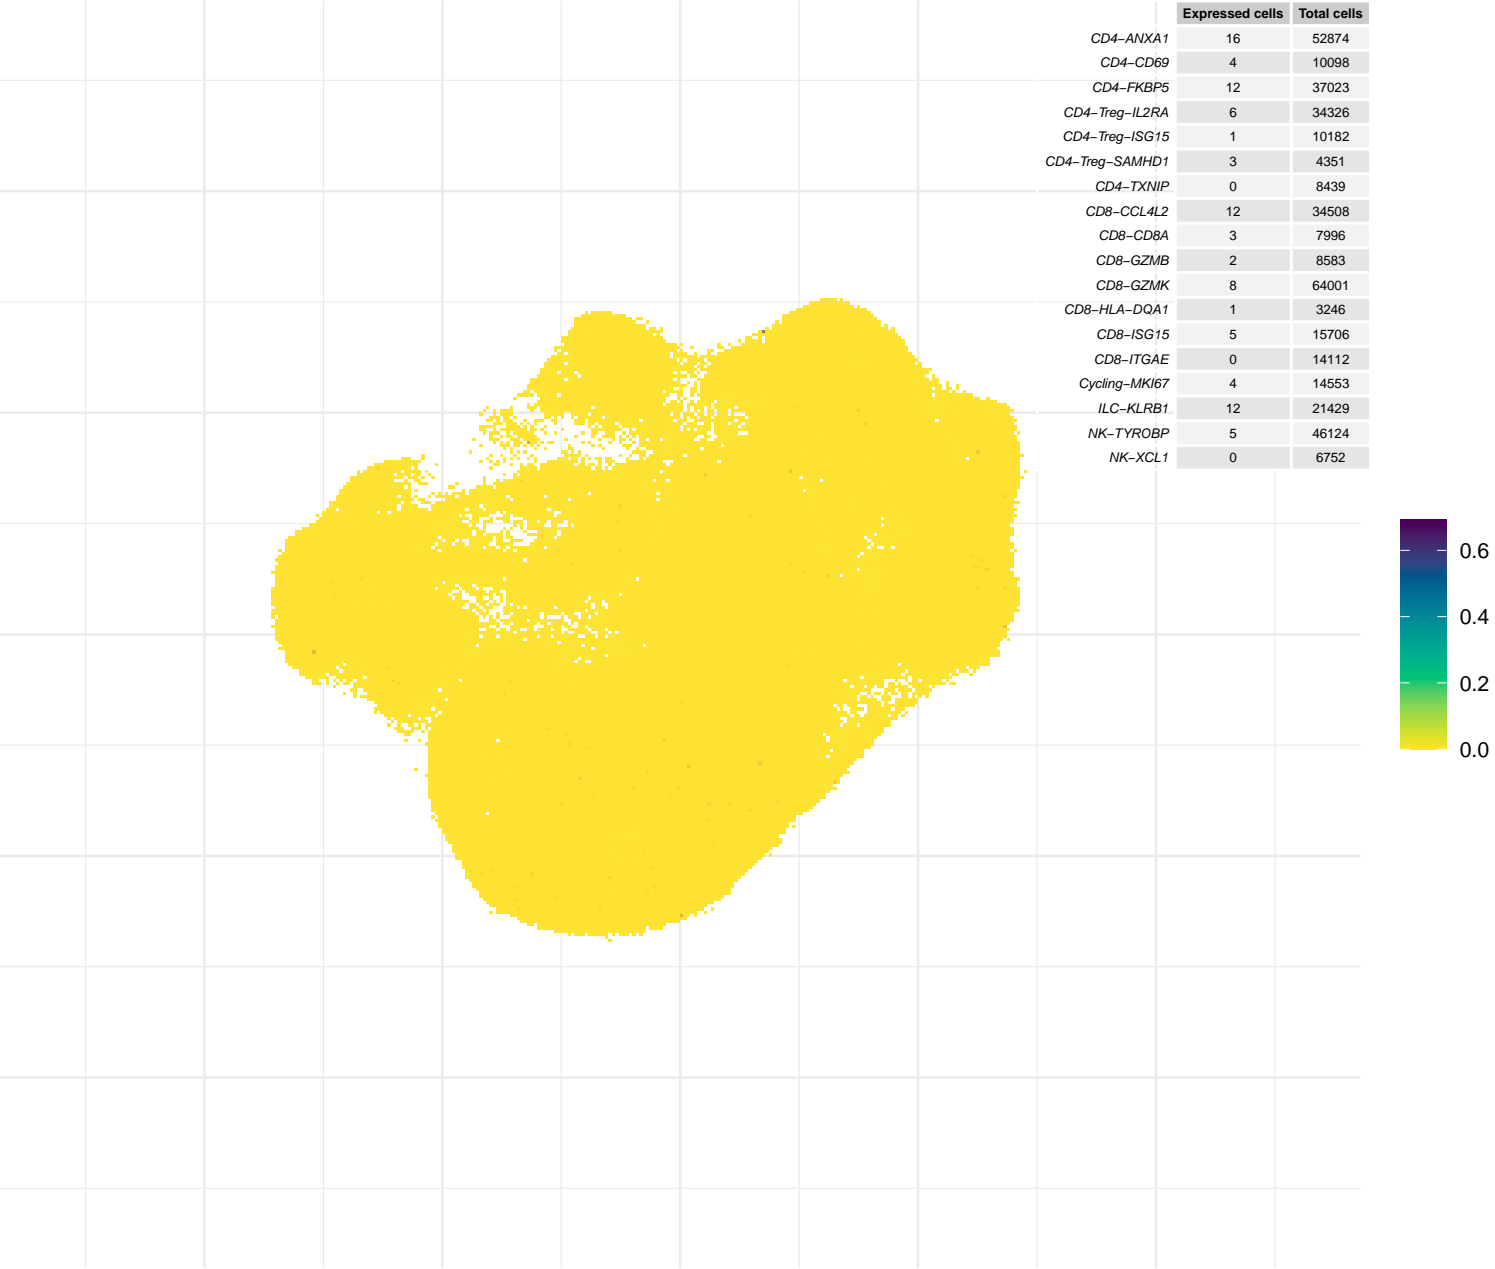 Expressed cells Total cells
CD4−ANXA1 16 52874
CD4−CD69 4 10098
CD4−FKBP5 12 37023
CD4−Treg−IL2RA 6 34326
CD4−Treg−ISG15 1 10182
CD4−Treg−SAMHD1 3 4351
CD4−TXNIP 0 8439
CD8−CCL4L2 12 34508
CD8−CD8A 3 7996
CD8−GZMB 2 8583
CD8−GZMK 8 64001
CD8−HLA−DQA1 1 3246
CD8−ISG15 5 15706
CD8−ITGAE 0 14112
Cycling−MKI67 4 14553
ILC−KLRB1 12 21429
NK−TYROBP 5 46124
NK−XCL1 0 6752
0.6
0.4
0.2
0.0